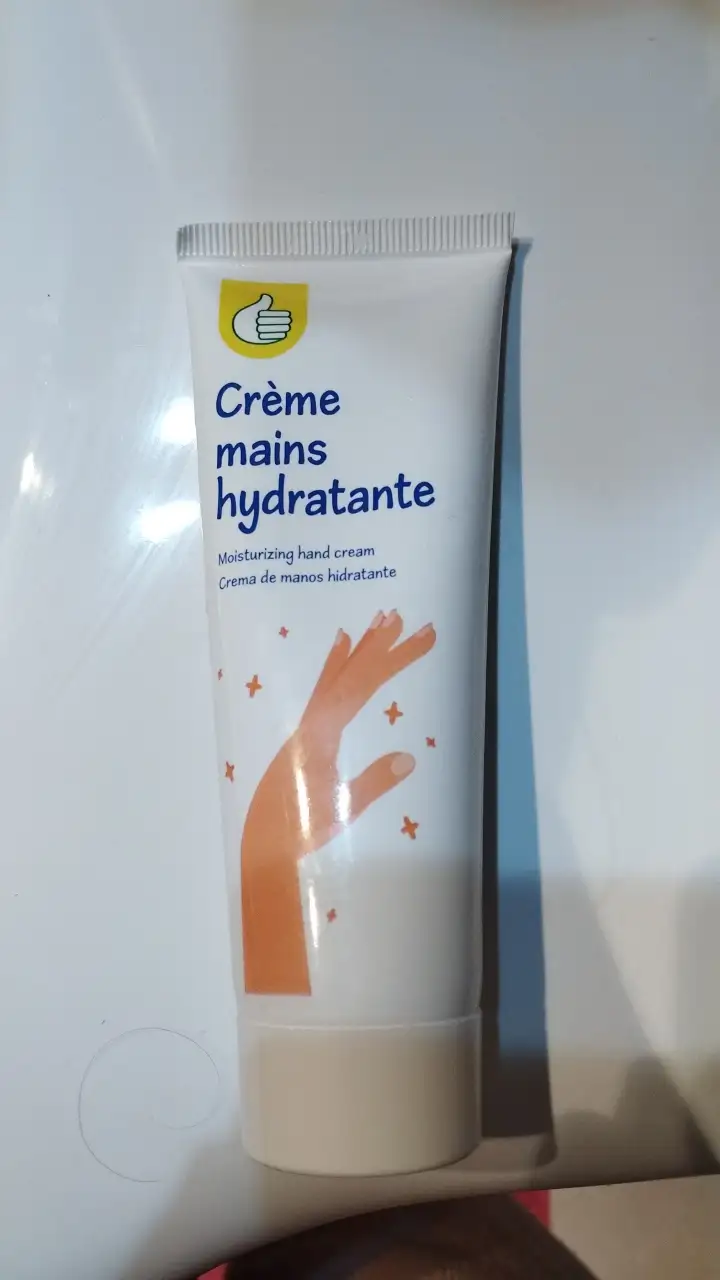 Crème
mains
hydratante
Moisturizing hand cream
Crema de manos hidratante